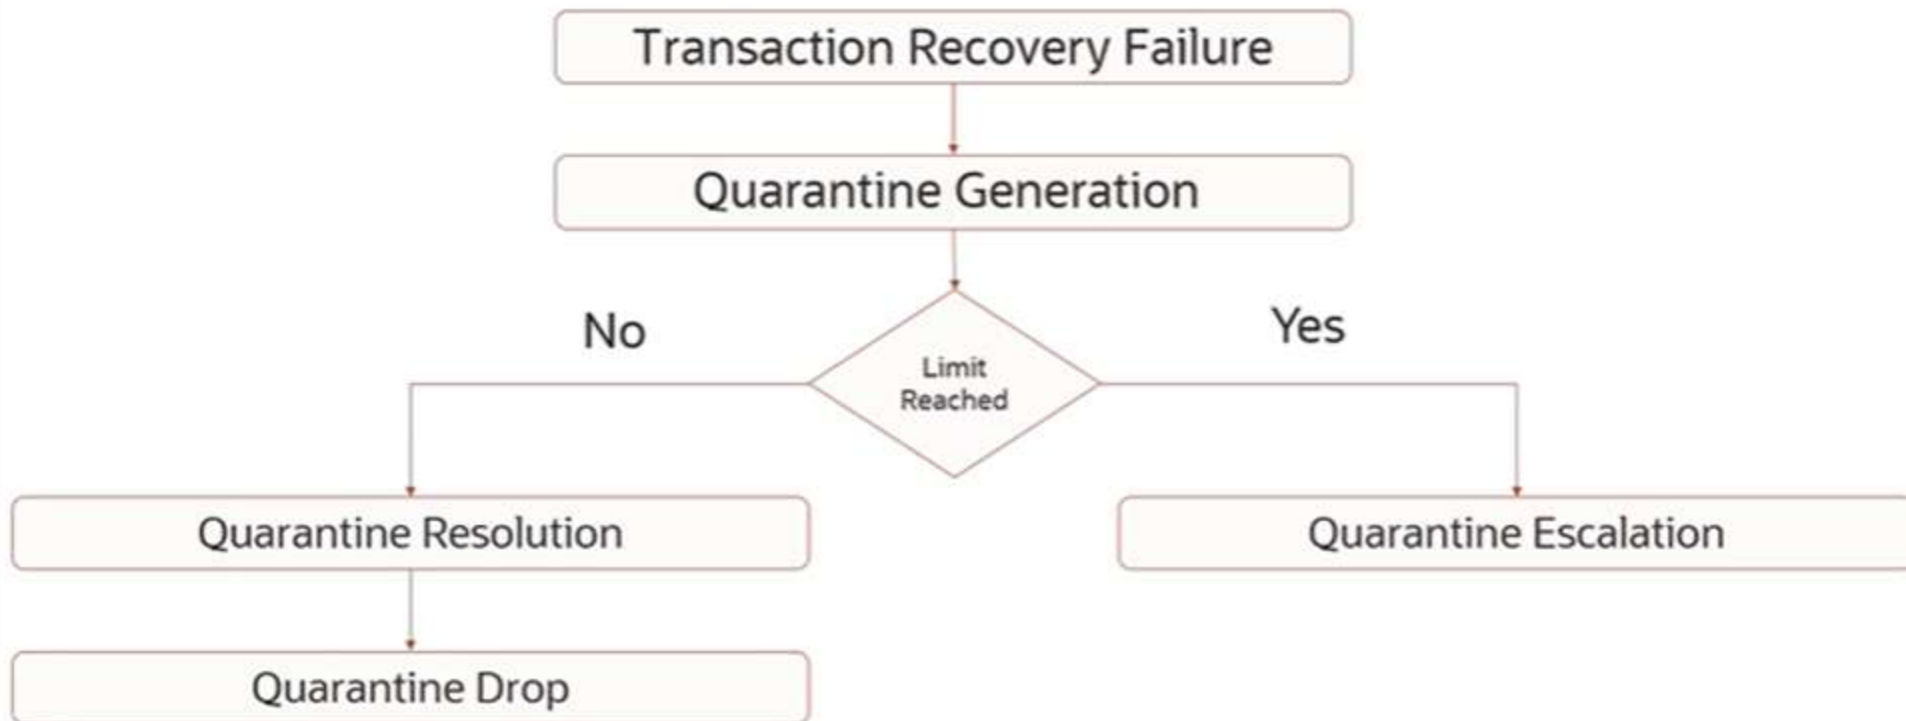 Transaction Recovery Failure
Quarantine Generation
No
Yes
Limit
Reached
Quarantine Resolution
Quarantine Escalation
Quarantine Drop